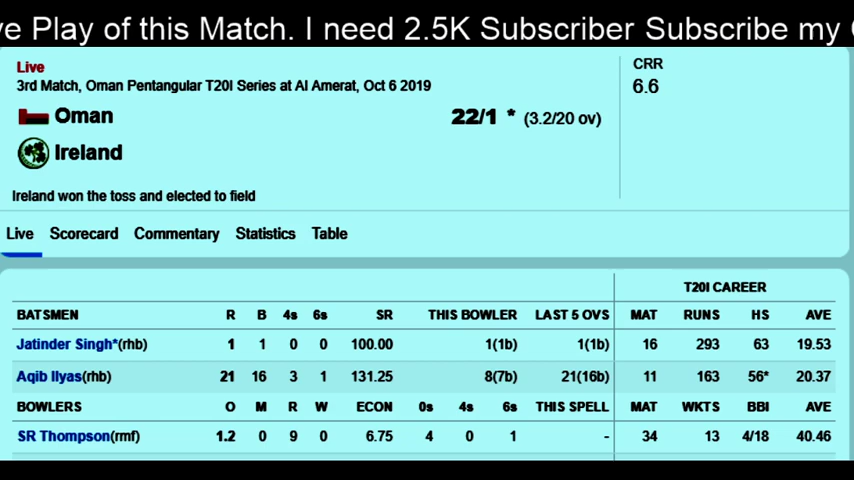 ve Play of this Match. I need 2.5K Subscriber Subscribe my
Live
3rd Match, Oman Pentangular T20I Series at Al Amerat, Oct 6 2019
CRR
6.6
Oman 22/1 * (3.2/20 ov)
Ireland
Ireland won the toss and elected to field
Live Scorecard Commentary Statistics Table
T20I CAREER
BATSMEN R B 4s 6s SR THIS BOWLER LAST 5 OVS MAT RUNS HS AVE
Jatinder Singh*(rhb) 1 1 0 0 100.00 1(1b) 1(1b) 16 293 63 19.53
Aqib Ilyas(rhb) 21 16 3 1 131.25 8(7b) 21(16b) 11 163 56* 20.37
BOWLERS O M R W ECON 0s 4s 6s THIS SPELL MAT WKTS BBI AVE
SR Thompson(rmf) 1.2 0 9 0 6.75 4 0 1 - 34 13 4/18 40.46